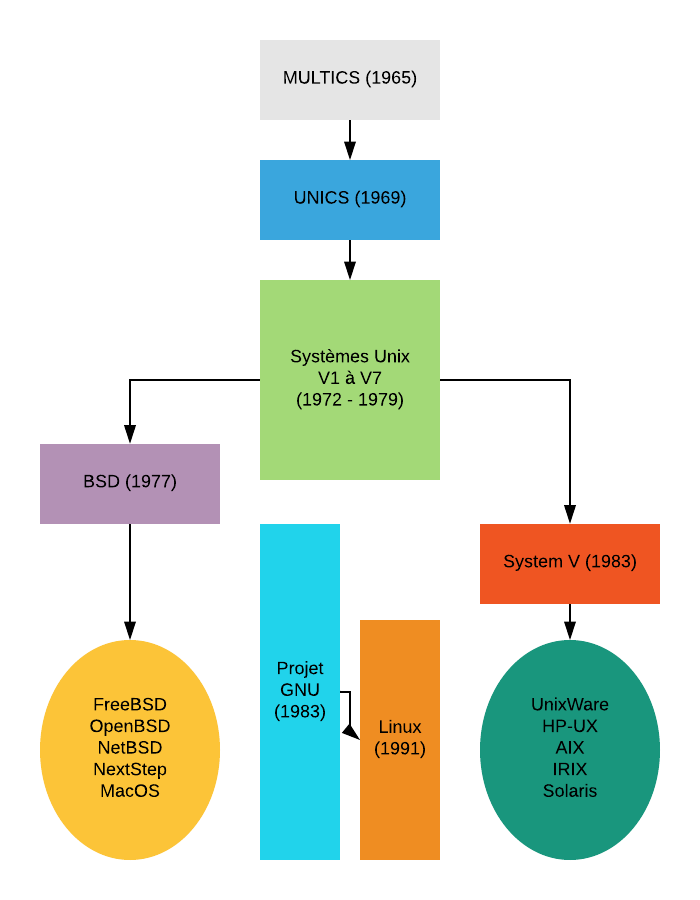 MULTICS (1965)
UNICS (1969)
Systèmes Unix
V1 à V7
(1972 - 1979)
BSD (1977)
System V (1983)
Projet
GNU
(1983)
Linux
(1991)
FreeBSD
OpenBSD
NetBSD
NextStep
MacOS
UnixWare
HP-UX
AIX
IRIX
Solaris